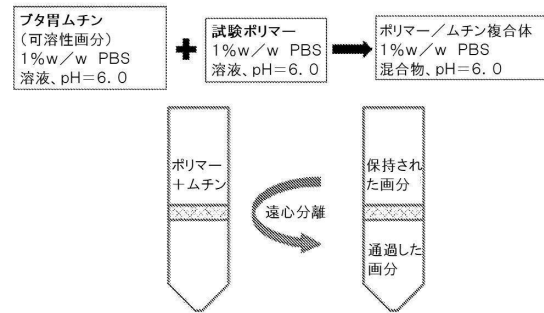 ブタ胃ムチン
(可溶性画分)
1%w/w PBS
溶液、pH=6.0
試験ポリマー
1%w/w PBS
溶液、pH=6.0
ポリマー/ムチン複合体
1%w/w PBS
混合物、pH=6.0
ポリマー
+ムチン
遠心分離
保持され
た画分
通過した
画分